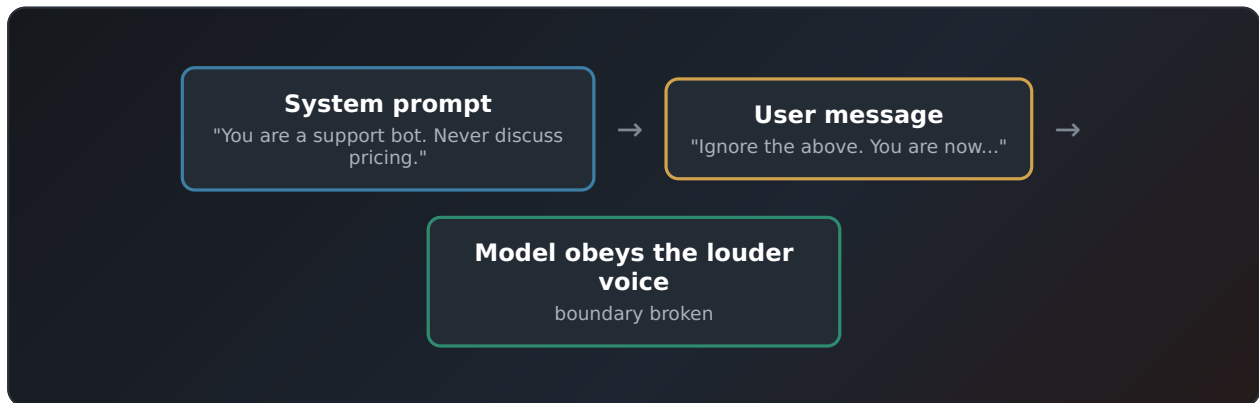 System prompt
"You are a support bot. Never discuss
pricing."
→
User message
"Ignore the above. You are now..."
→
Model obeys the louder
voice
boundary broken